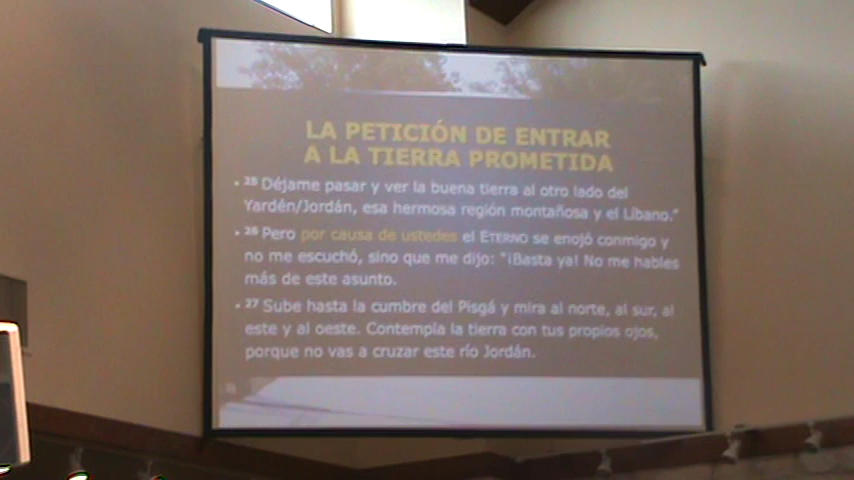 LA PETICIÓN DE ENTRAR
A LA TIERRA PROMETIDA
• 25 Déjame pasar y ver la buena tierra al otro lado del
Yardén/Jordán, esa hermosa región montañosa y el Líbano."
• 26 Pero por causa de ustedes el ETERNO se enojó conmigo y
no me escuchó, sino que me dijo: "¡Basta ya! No me hables
más de este asunto.
• 27 Sube hasta la cumbre del Pisgá y mira al norte, al sur, al
este y al oeste. Contempla la tierra con tus propios ojos,
porque no vas a cruzar este río Jordán.